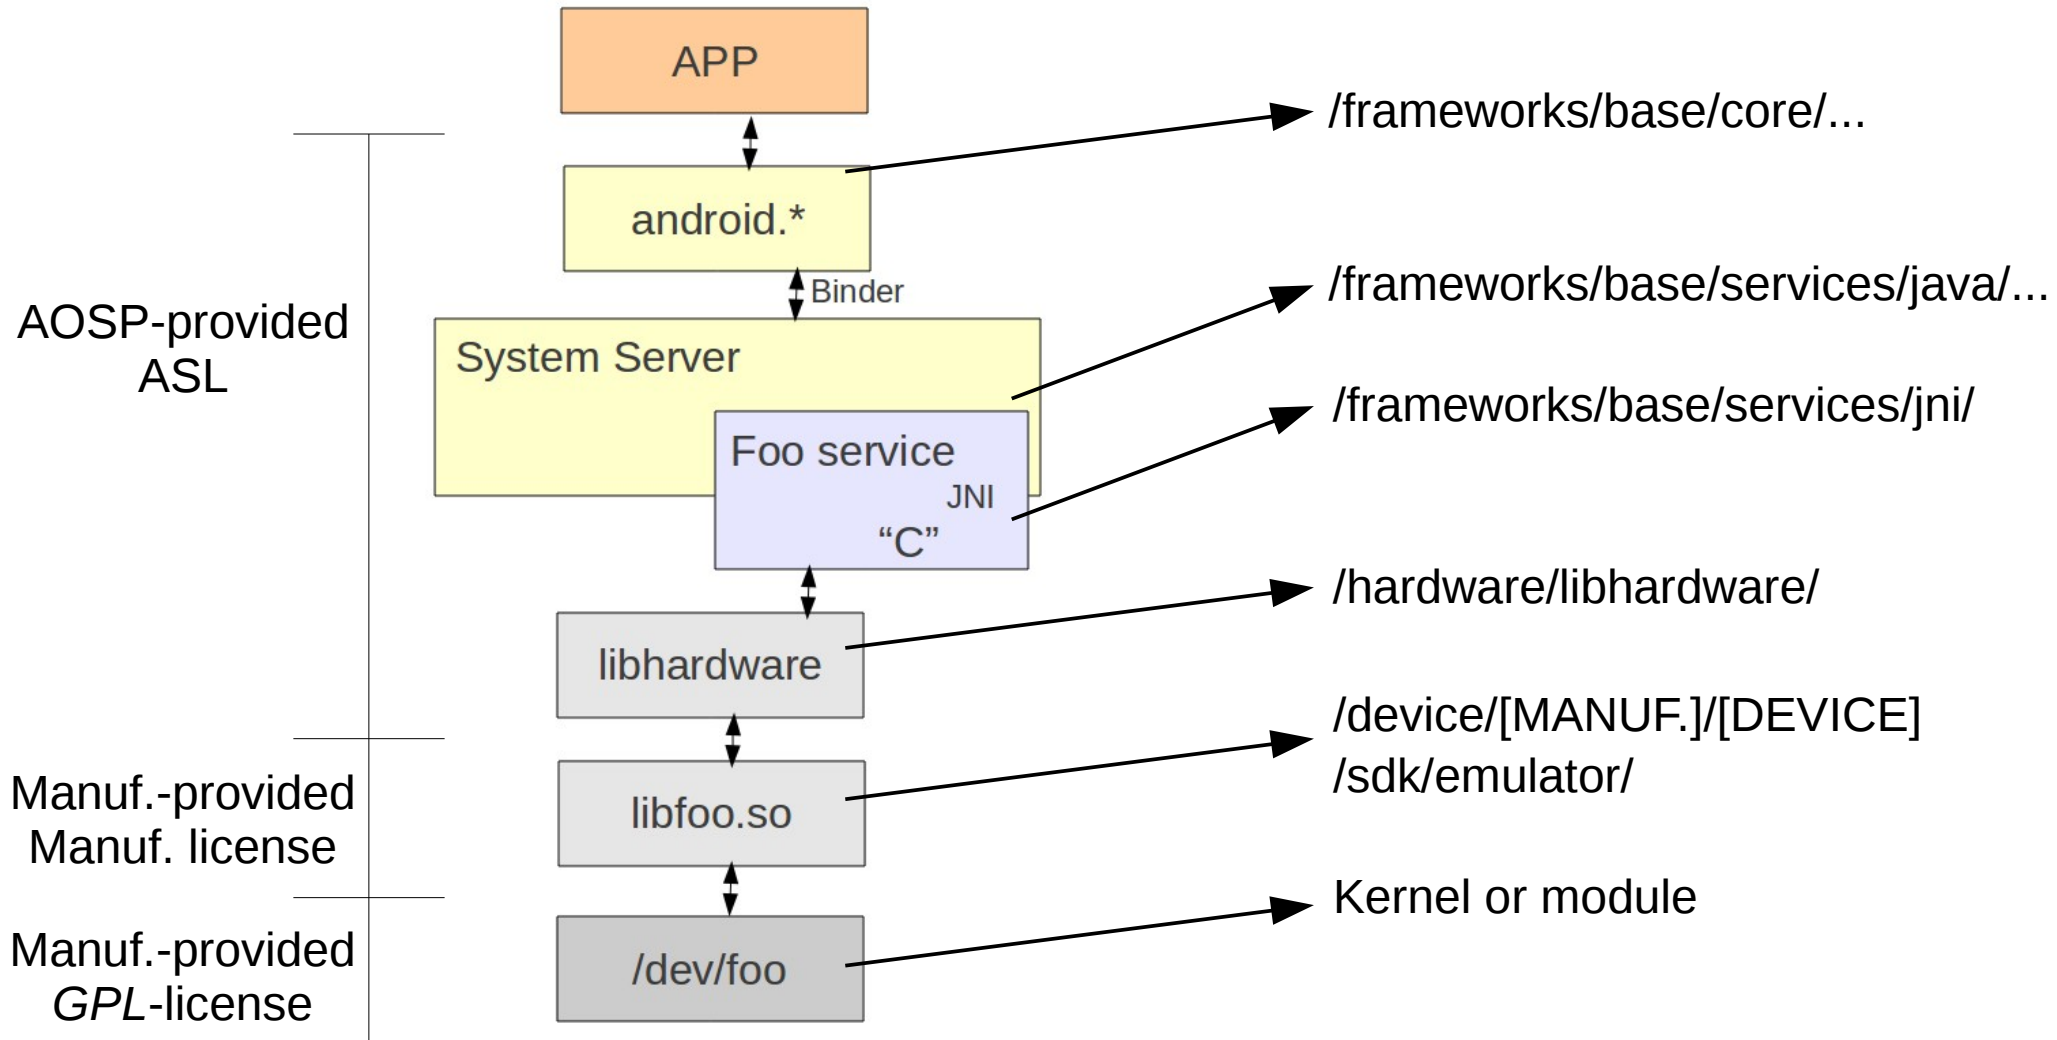 APP
/frameworks/base/core/...
android.*
Binder
/frameworks/base/services/java/...
AOSP-provided
ASL
System Server
/frameworks/base/services/jni/
Foo service
JNI
“C”
/hardware/libhardware/
libhardware
/device/[MANUF.]/[DEVICE]
/sdk/emulator/
Manuf.-provided
Manuf. license
libfoo.so
Kernel or module
Manuf.-provided
GPL-license
/dev/foo